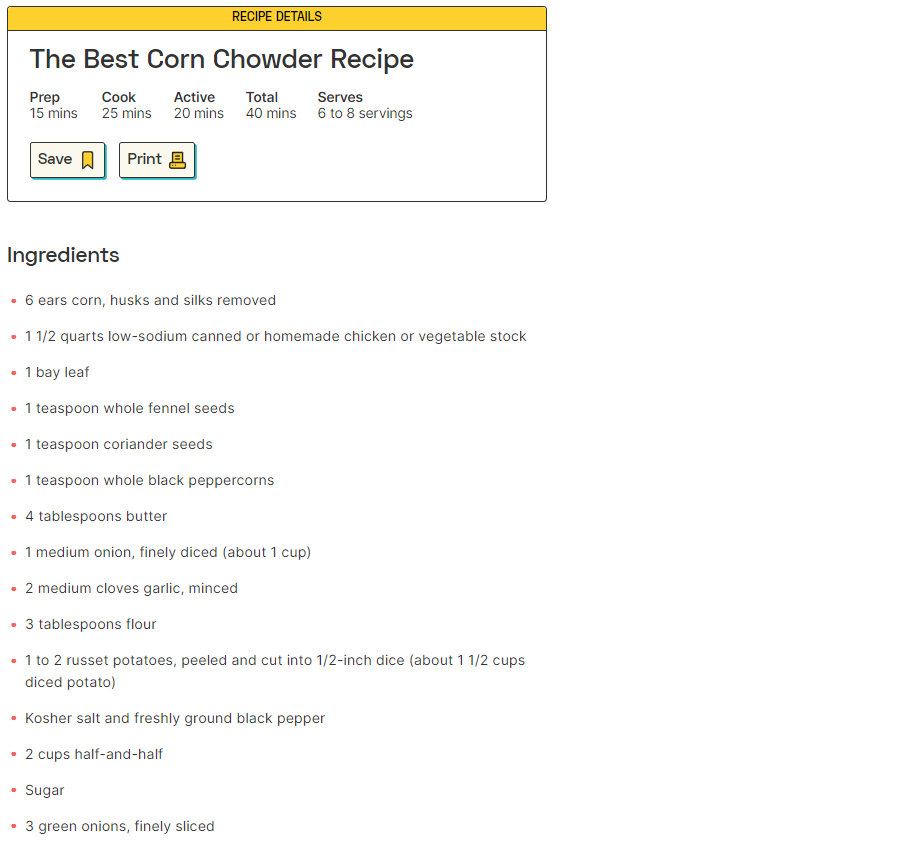 RECIPE DETAILS
The Best Corn Chowder Recipe
Prep Cook Active Total Serves
15 mins 25 mins 20 mins 40 mins 6 to 8 servings
Save Print
Ingredients
6 ears corn, husks and silks removed
1 1/2 quarts low-sodium canned or homemade chicken or vegetable stock
1 bay leaf
1 teaspoon whole fennel seeds
1 teaspoon coriander seeds
1 teaspoon whole black peppercorns
4 tablespoons butter
1 medium onion, finely diced (about 1 cup)
2 medium cloves garlic, minced
3 tablespoons flour
1 to 2 russet potatoes, peeled and cut into 1/2-inch dice (about 1 1/2 cups
diced potato)
Kosher salt and freshly ground black pepper
2 cups half-and-half
Sugar
3 green onions, finely sliced